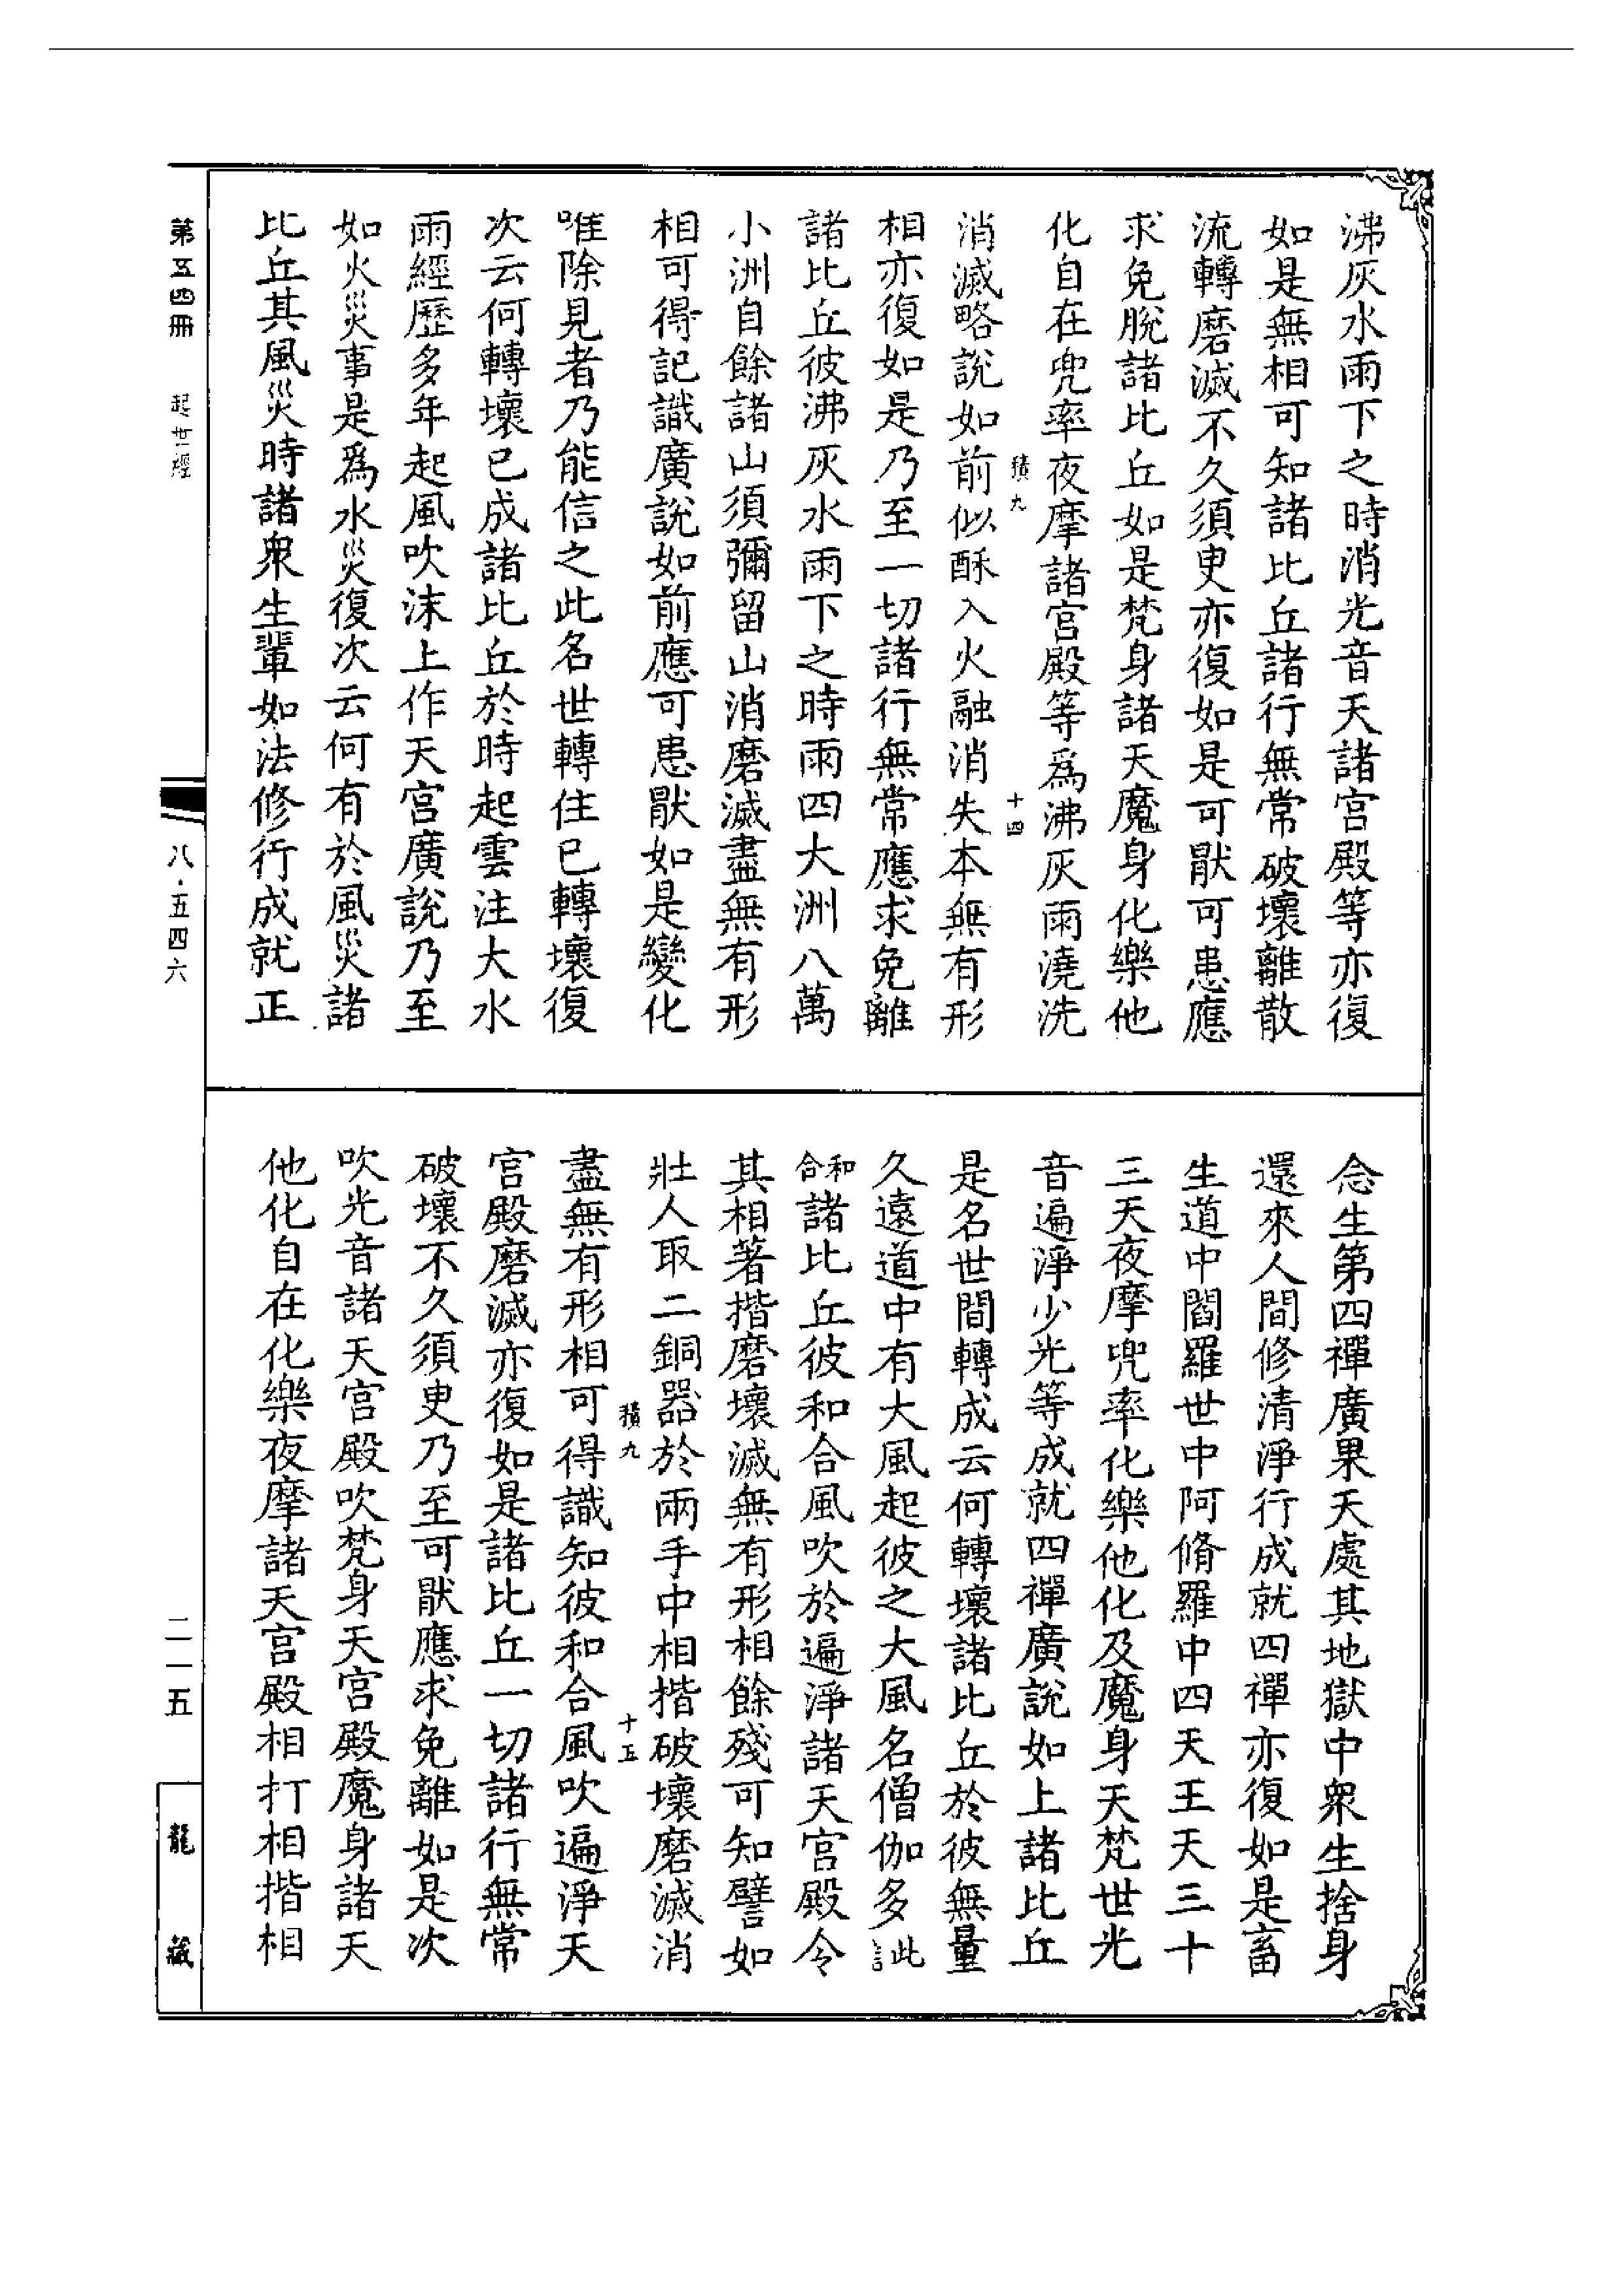 沸灰水雨下之時消光音天諸宮殿等亦復
如是無相可知諸比丘諸行無常破壞離散
流轉磨滅不久須臾亦復如是可猒可患應
求免脫諸比丘如是梵身諸天魔身化樂他
化自在兜率夜摩諸宮殿等爲沸灰雨澆洗
積九
十四
消滅略說如前似酥入火融消失本無有形
相亦復如是乃至一切諸行無常應求免離
諸比丘彼沸灰水雨下之時雨四大洲八萬
小洲自餘諸山須彌留山消磨滅盡無有形
相可得記識廣說如前應可患猒如是變化
唯除見者乃能信之此名世轉住已轉壞復
次云何轉壞已成諸比丘於時起雲注大水
雨經歷多年起風吹沫上作天宮廣說乃至
如火災事是爲水災復次云何有於風災諸
比丘其風災時諸衆生輩如法修行成就正
念生第四禪廣果天處其地獄中衆生捨身
還來人間修清淨行成就四禪亦復如是畜
生道中閻羅世中阿脩羅中四天王天三十
三天夜摩兜率化樂他化及魔身天梵世光
音遍淨少光等成就四禪廣說如上諸比丘
是名世間轉成云何轉壞諸比丘於彼無量
久遠道中有大風起彼之大風名僧伽多此言
和合諸比丘彼和合風吹於遍淨諸天宮殿令
其相著揩磨壞滅無有形相餘殘可知譬如
壯人取二銅器於兩手中相揩破壞磨滅消
積九
十五
盡無有形相可得識知彼和合風吹遍淨天
宮殿磨滅亦復如是諸比丘一切諸行無常
破壞不久須臾乃至可猒應求免離如是次
吹光音諸天宮殿吹梵身天宮殿魔身諸天
他化自在化樂夜摩諸天宮殿相打相揩相
第五四冊
起世經
八·五四六
二一五
龍藏